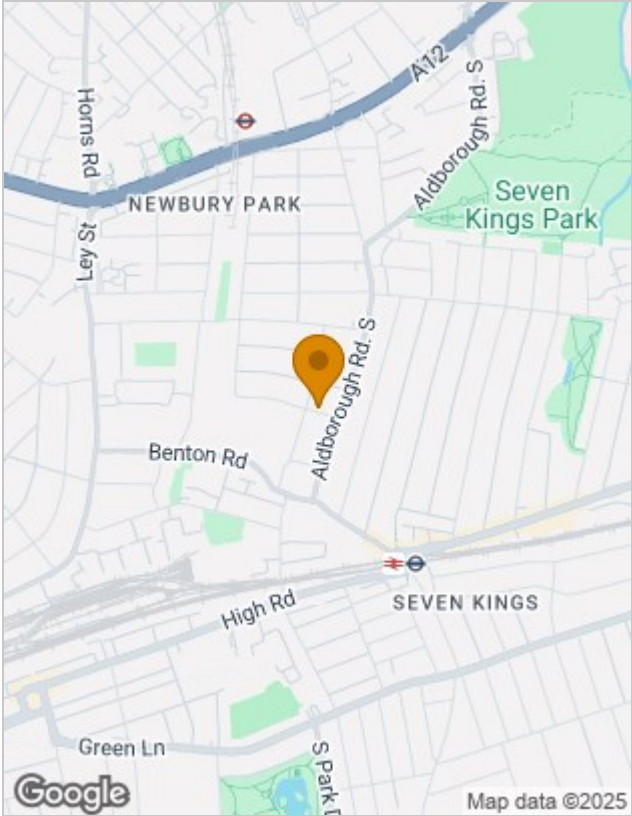 A12
Horns Rd
Aldborough Rd. S
NEWBURY PARK
Seven
Kings Park
Ley St
Aldborough Rd. S
Benton Rd
SEVEN KINGS
High Rd
Green Ln
S Park D
Google
Map data ©2025